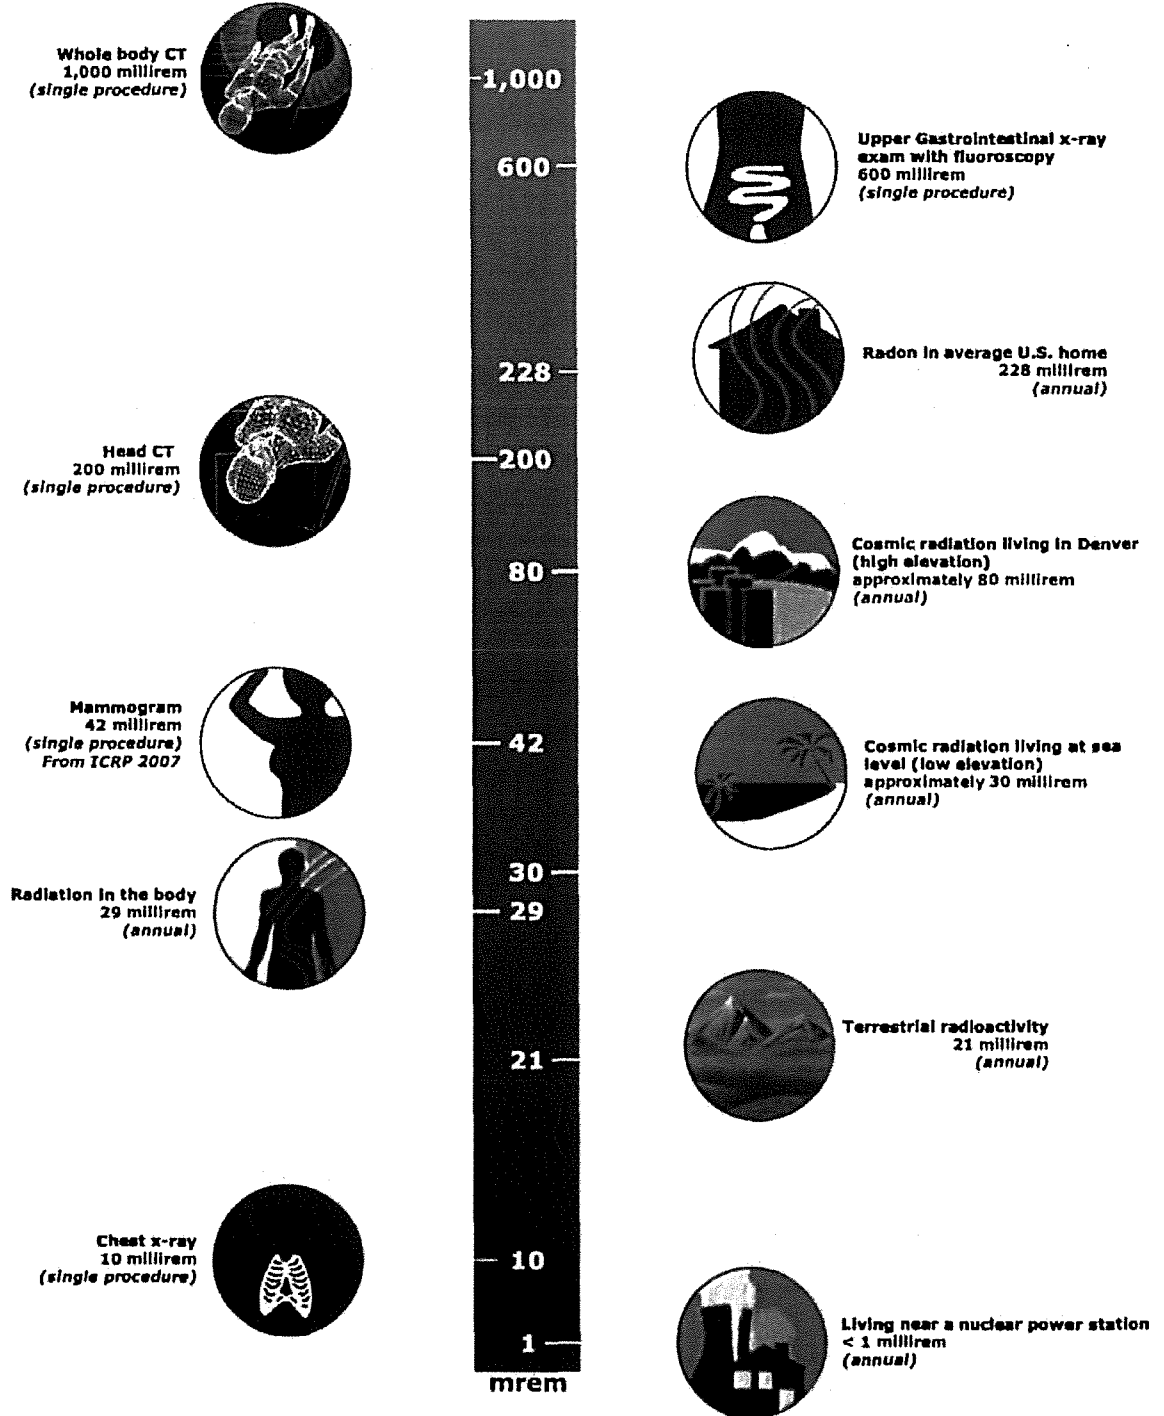 Whole body CT
1,000 millirem
(single procedure)
1,000
Upper Gastrointestinal x-ray
exam with fluoroscopy
600 millirem
(single procedure)
600
Radon in average U.S. home
228 millirem
(annual)
228
Head CT
200 millirem
(single procedure)
200
Cosmic radiation living in Denver
(high elevation)
approximately 80 millirem
(annual)
80
Mammogram
42 millirem
(single procedure)
From ICRP 2007
42
Cosmic radiation living at sea
level (low elevation)
approximately 30 millirem
(annual)
30
Radiation in the body
29 millirem
(annual)
29
Terrestrial radioactivity
21 millirem
(annual)
21
Chest x-ray
10 millirem
(single procedure)
10
Living near a nuclear power station
< 1 millirem
(annual)
1
mrem